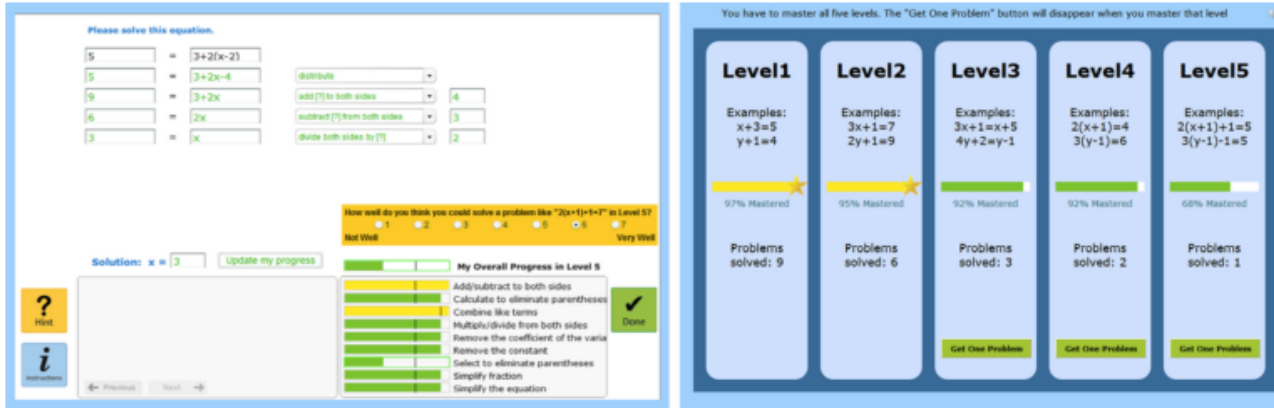 Please solve this equation.
5 = 3+2(x-2)
5 = 3+2x-4 distribute
9 = 3+2x add [?] to both sides 4
6 = 2x subtract [?] from both sides 3
3 = x divide both sides by [?] 2
How well do you think you could solve a problem like "2(x+1)+1=7" in Level 5?
1 2 3 4 5 6 7
Not Well Very Well
Solution: x = 3 Update my progress
My Overall Progress in Level 5
Add/subtract to both sides
Calculate to eliminate parentheses
Combine like terms
Multiply/divide from both sides
Remove the coefficient of the varia
Remove the constant
Select to eliminate parentheses
Simplify fraction
Simplify the equation
? Hint
i Instructions
Previous Next
Done
You have to master all five levels. The "Get One Problem" button will disappear when you master that level
Level1
Examples:
x+3=5
y+1=4
97% Mastered
Problems
solved: 9
Level2
Examples:
3x+1=7
2y+1=9
95% Mastered
Problems
solved: 6
Level3
Examples:
3x+1=x+5
4y+2=y-1
92% Mastered
Problems
solved: 3
Get One Problem
Level4
Examples:
2(x+1)=4
3(y-1)=6
92% Mastered
Problems
solved: 2
Get One Problem
Level5
Examples:
2(x+1)+1=5
3(y-1)-1=5
68% Mastered
Problems
solved: 1
Get One Problem